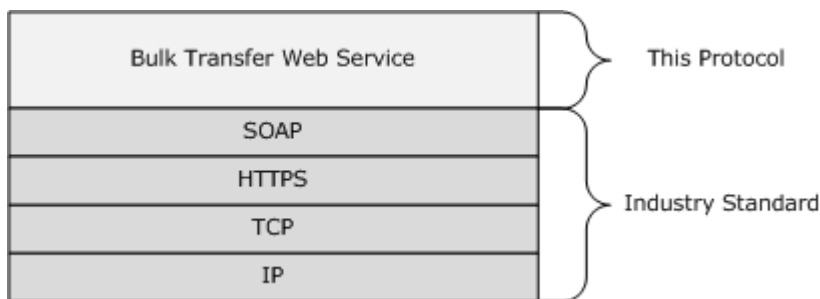 Bulk Transfer Web Service
This Protocol
SOAP
HTTPS
TCP
IP
Industry Standard